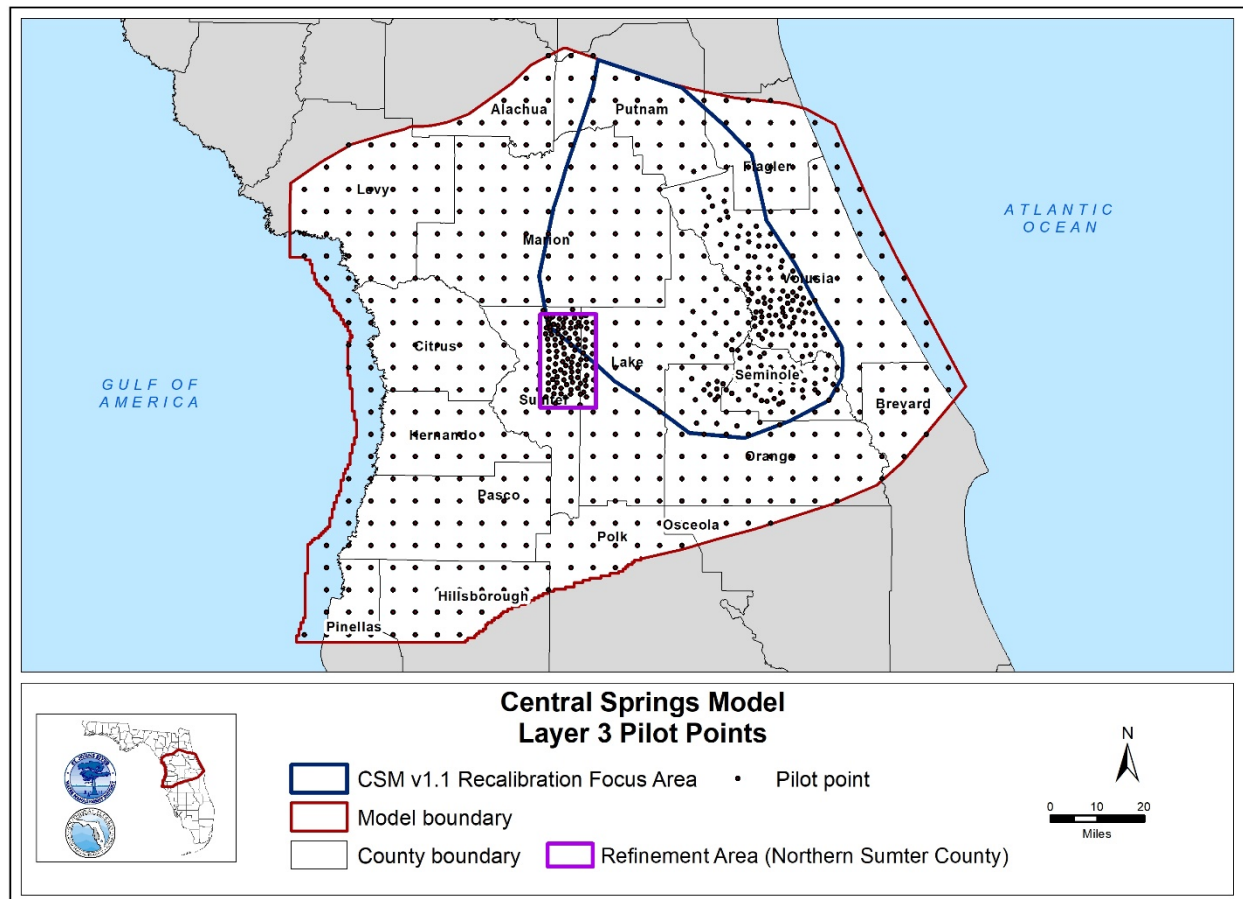 Alachua
Putnam
Flagler
Levy
ATLANTIC
OCEAN
Marion
Volusia
Citrus
Lake
Seminole
GULF OF
AMERICA
Sumter
Brevard
Hernando
Orange
Pasco
Osceola
Polk
Hillsborough
Pinellas
Central Springs Model
Layer 3 Pilot Points
CSM v1.1 Recalibration Focus Area
Pilot point
Model boundary
County boundary
Refinement Area (Northern Sumter County)
N
0 10 20
Miles